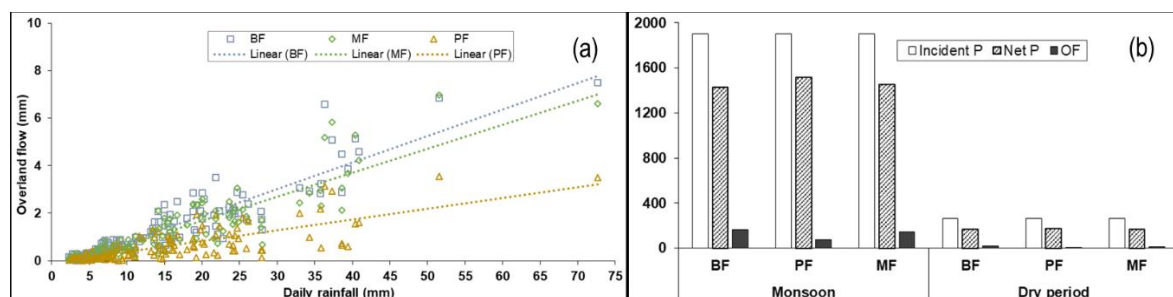 10
8
6
4
2
0
Overland flow (mm)
BF MF PF
Linear (BF) Linear (MF) Linear (PF)
(a)
0 5 10 15 20 25 30 35 40 45 50 55 60 65 70 75
Daily rainfall (mm)
2000
1600
1200
800
400
0
Incident P Net P OF
(b)
BF PF MF BF PF MF
Monsoon Dry period